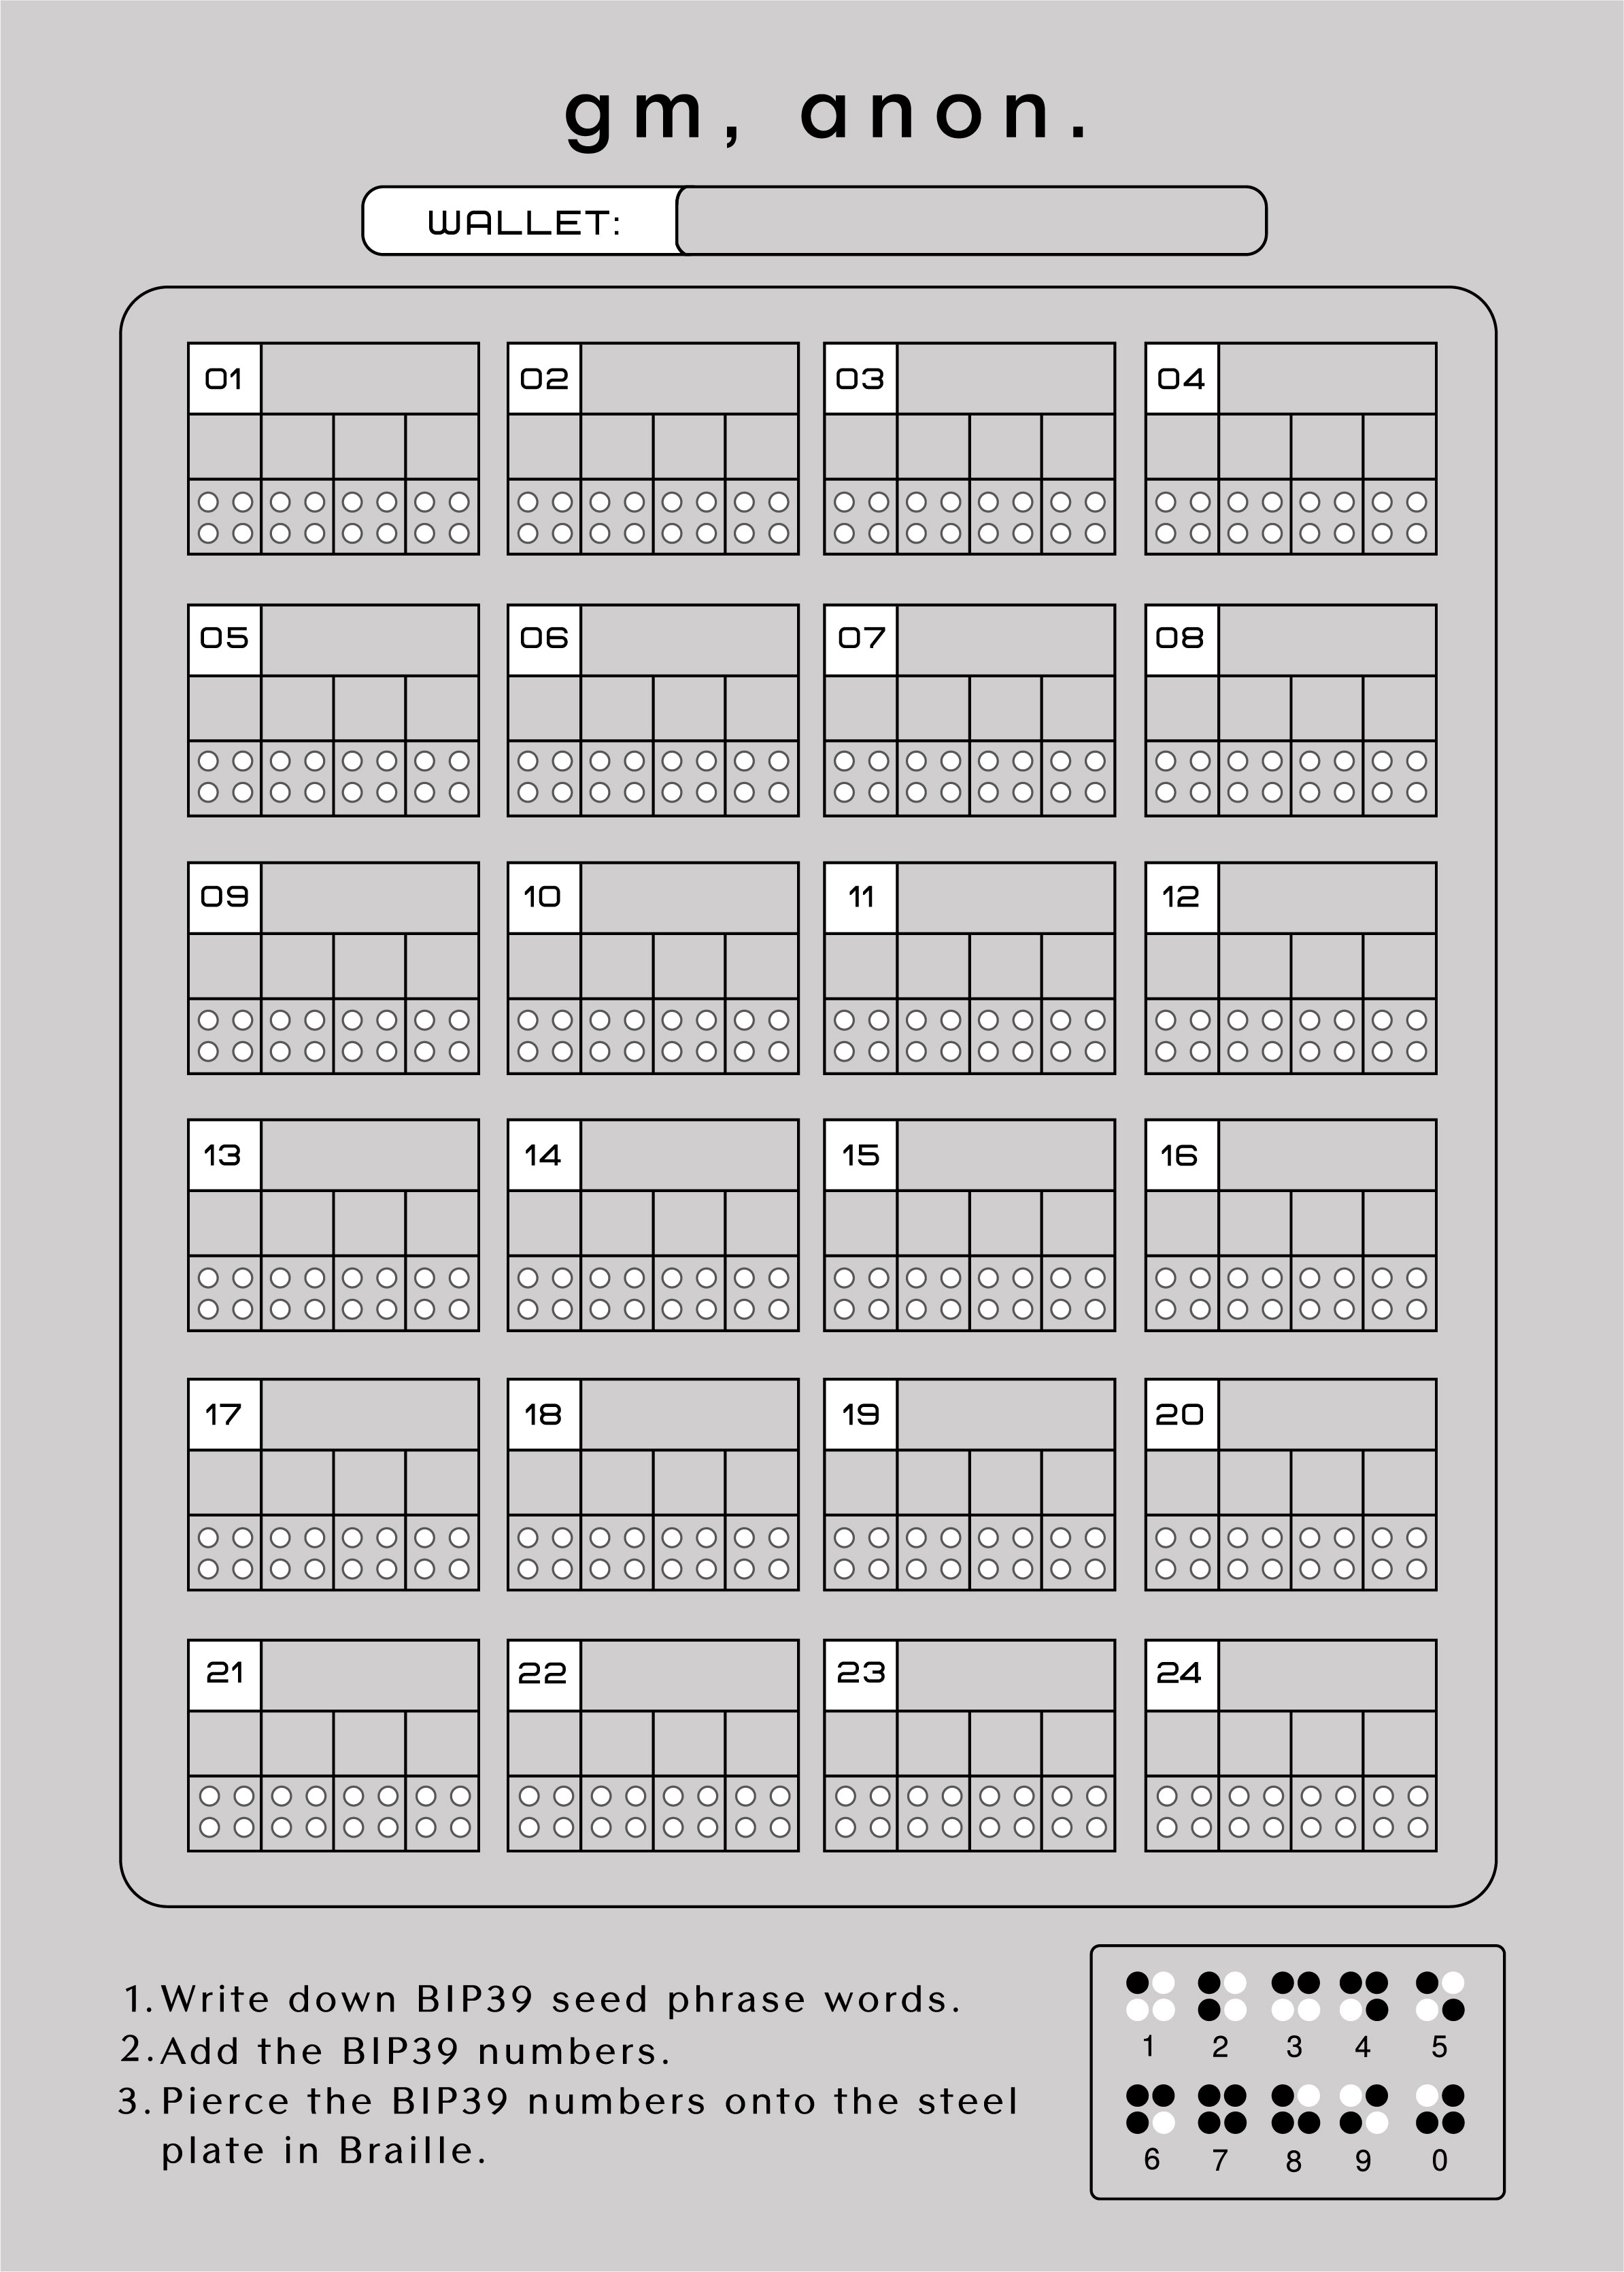 gm, anon.
WALLET:
01 02 03 04
05 06 07 08
09 10 11 12
13 14 15 16
17 18 19 20
21 22 23 24
1. Write down BIP39 seed phrase words.
2. Add the BIP39 numbers.
3. Pierce the BIP39 numbers onto the steel
plate in Braille.
1 2 3 4 5
6 7 8 9 0